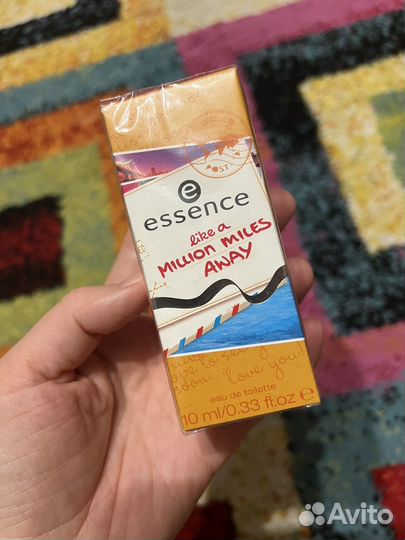 POST
essence
like a
MILLION MILES
AWAY
love you!
eau de toilette
10 ml/0.33 fl.oz e
Avito